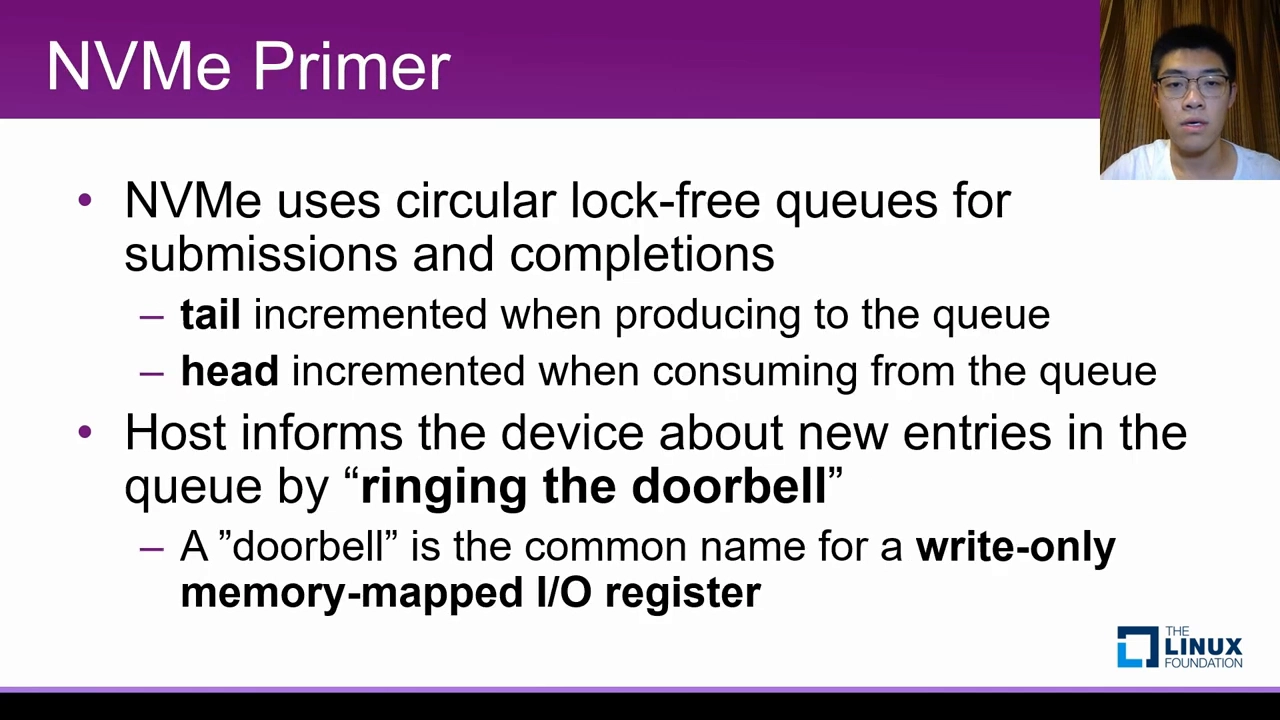 NVMe Primer
• NVMe uses circular lock-free queues for
submissions and completions
– tail incremented when producing to the queue
– head incremented when consuming from the queue
• Host informs the device about new entries in the
queue by “ringing the doorbell”
– A ”doorbell” is the common name for a write-only
memory-mapped I/O register
THE
LINUX
FOUNDATION